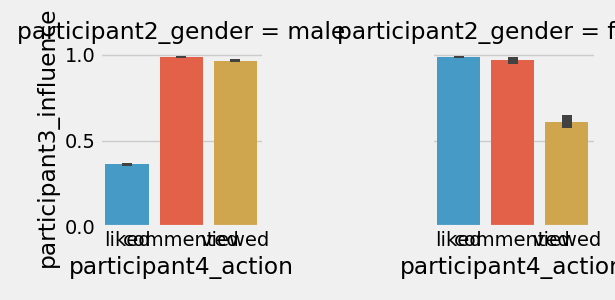 participant2_gender = male
participant2_gender = f
participant3_influence
1.0
0.5
0.0
liked
commented
viewed
liked
commented
viewed
participant4_action
participant4_action